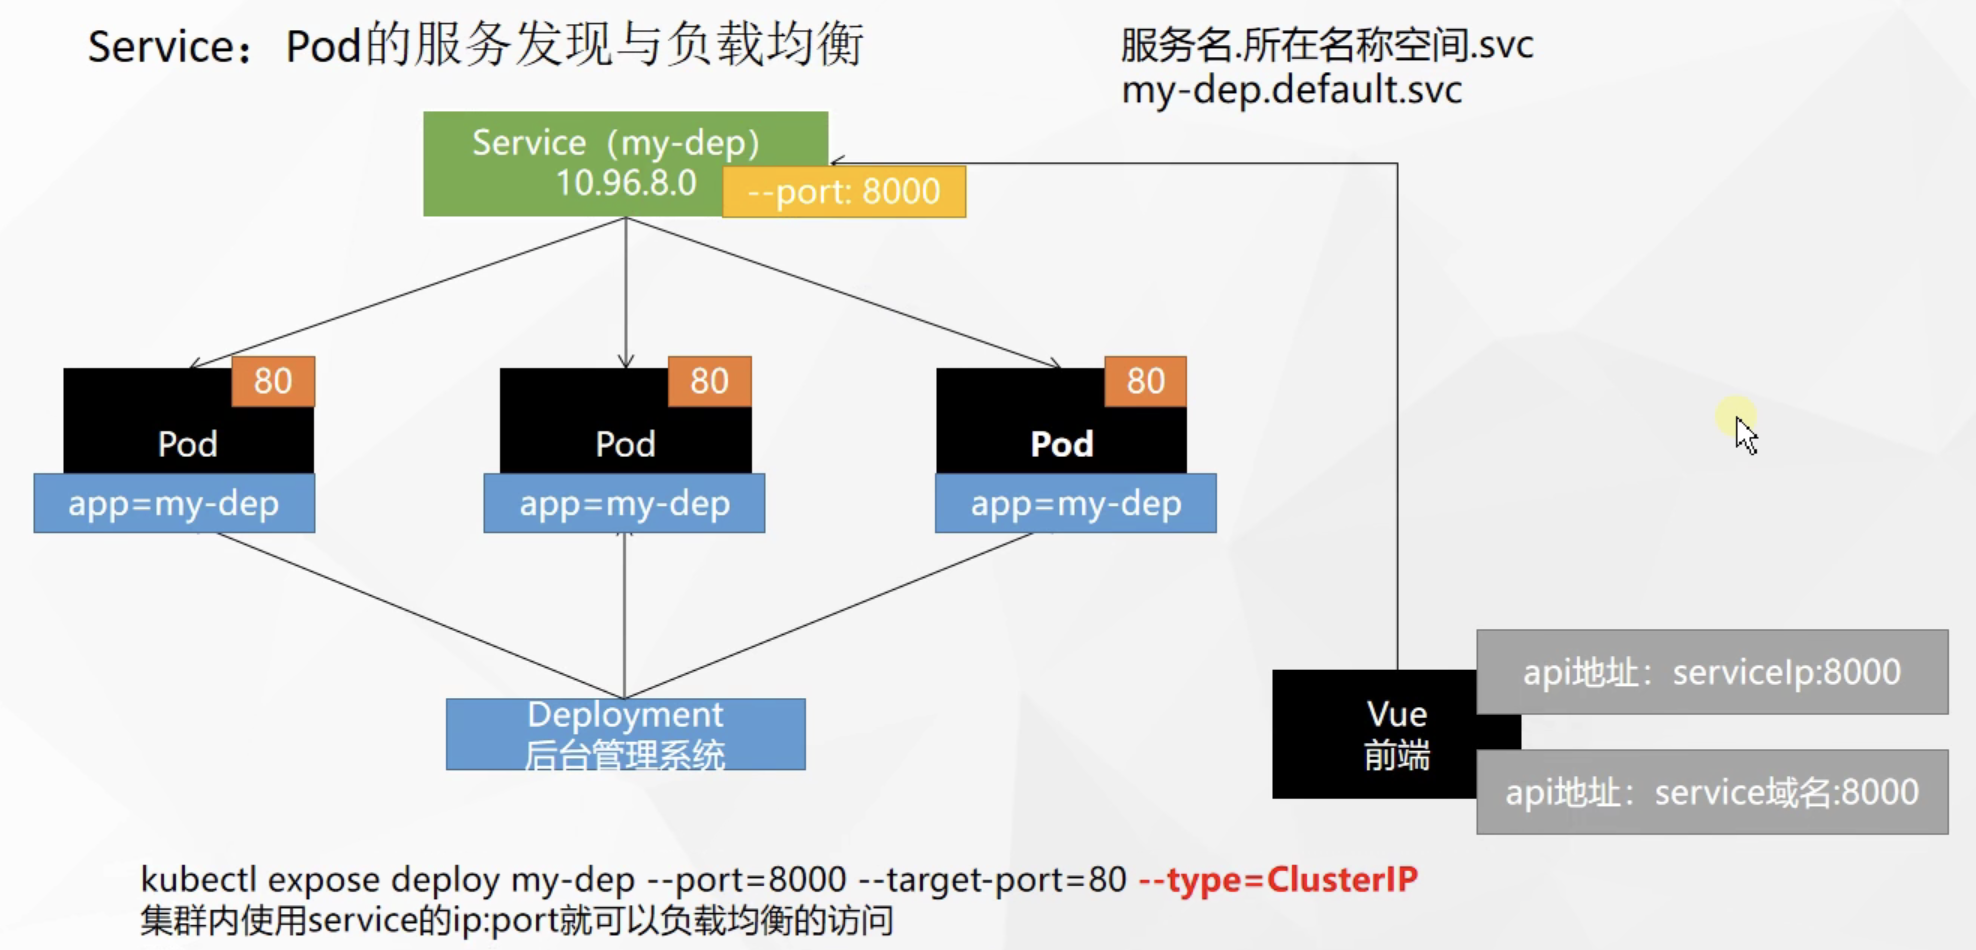 Service：Pod的服务发现与负载均衡
服务名.所在名称空间.svc
my-dep.default.svc
Service（my-dep）
10.96.8.0
--port: 8000
80
80
80
Pod
Pod
Pod
app=my-dep
app=my-dep
app=my-dep
Deployment
后台管理系统
Vue
前端
api地址：serviceIp:8000
api地址：service域名:8000
kubectl expose deploy my-dep --port=8000 --target-port=80 --type=ClusterIP
集群内使用service的ip:port就可以负载均衡的访问